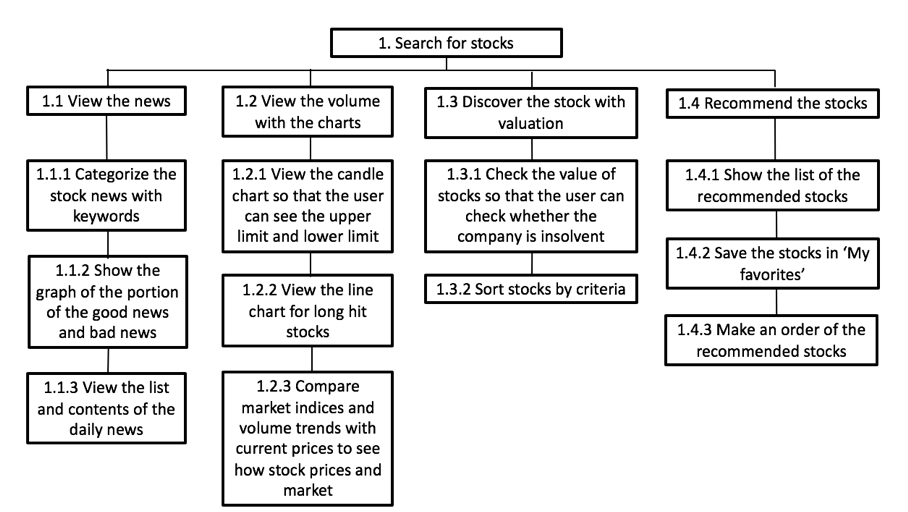 1. Search for stocks
1.1 View the news
1.1.1 Categorize the
stock news with
keywords
1.1.2 Show the
graph of the portion
of the good news
and bad news
1.1.3 View the list
and contents of the
daily news
1.2 View the volume
with the charts
1.2.1 View the candle
chart so that the user
can see the upper
limit and lower limit
1.2.2 View the line
chart for long hit
stocks
1.2.3 Compare
market indices and
volume trends with
current prices to see
how stock prices and
market
1.3 Discover the stock with
valuation
1.3.1 Check the value of
stocks so that the user can
check whether the
company is insolvent
1.3.2 Sort stocks by criteria
1.4 Recommend the stocks
1.4.1 Show the list of the
recommended stocks
1.4.2 Save the stocks in ‘My
favorites’
1.4.3 Make an order of the
recommended stocks